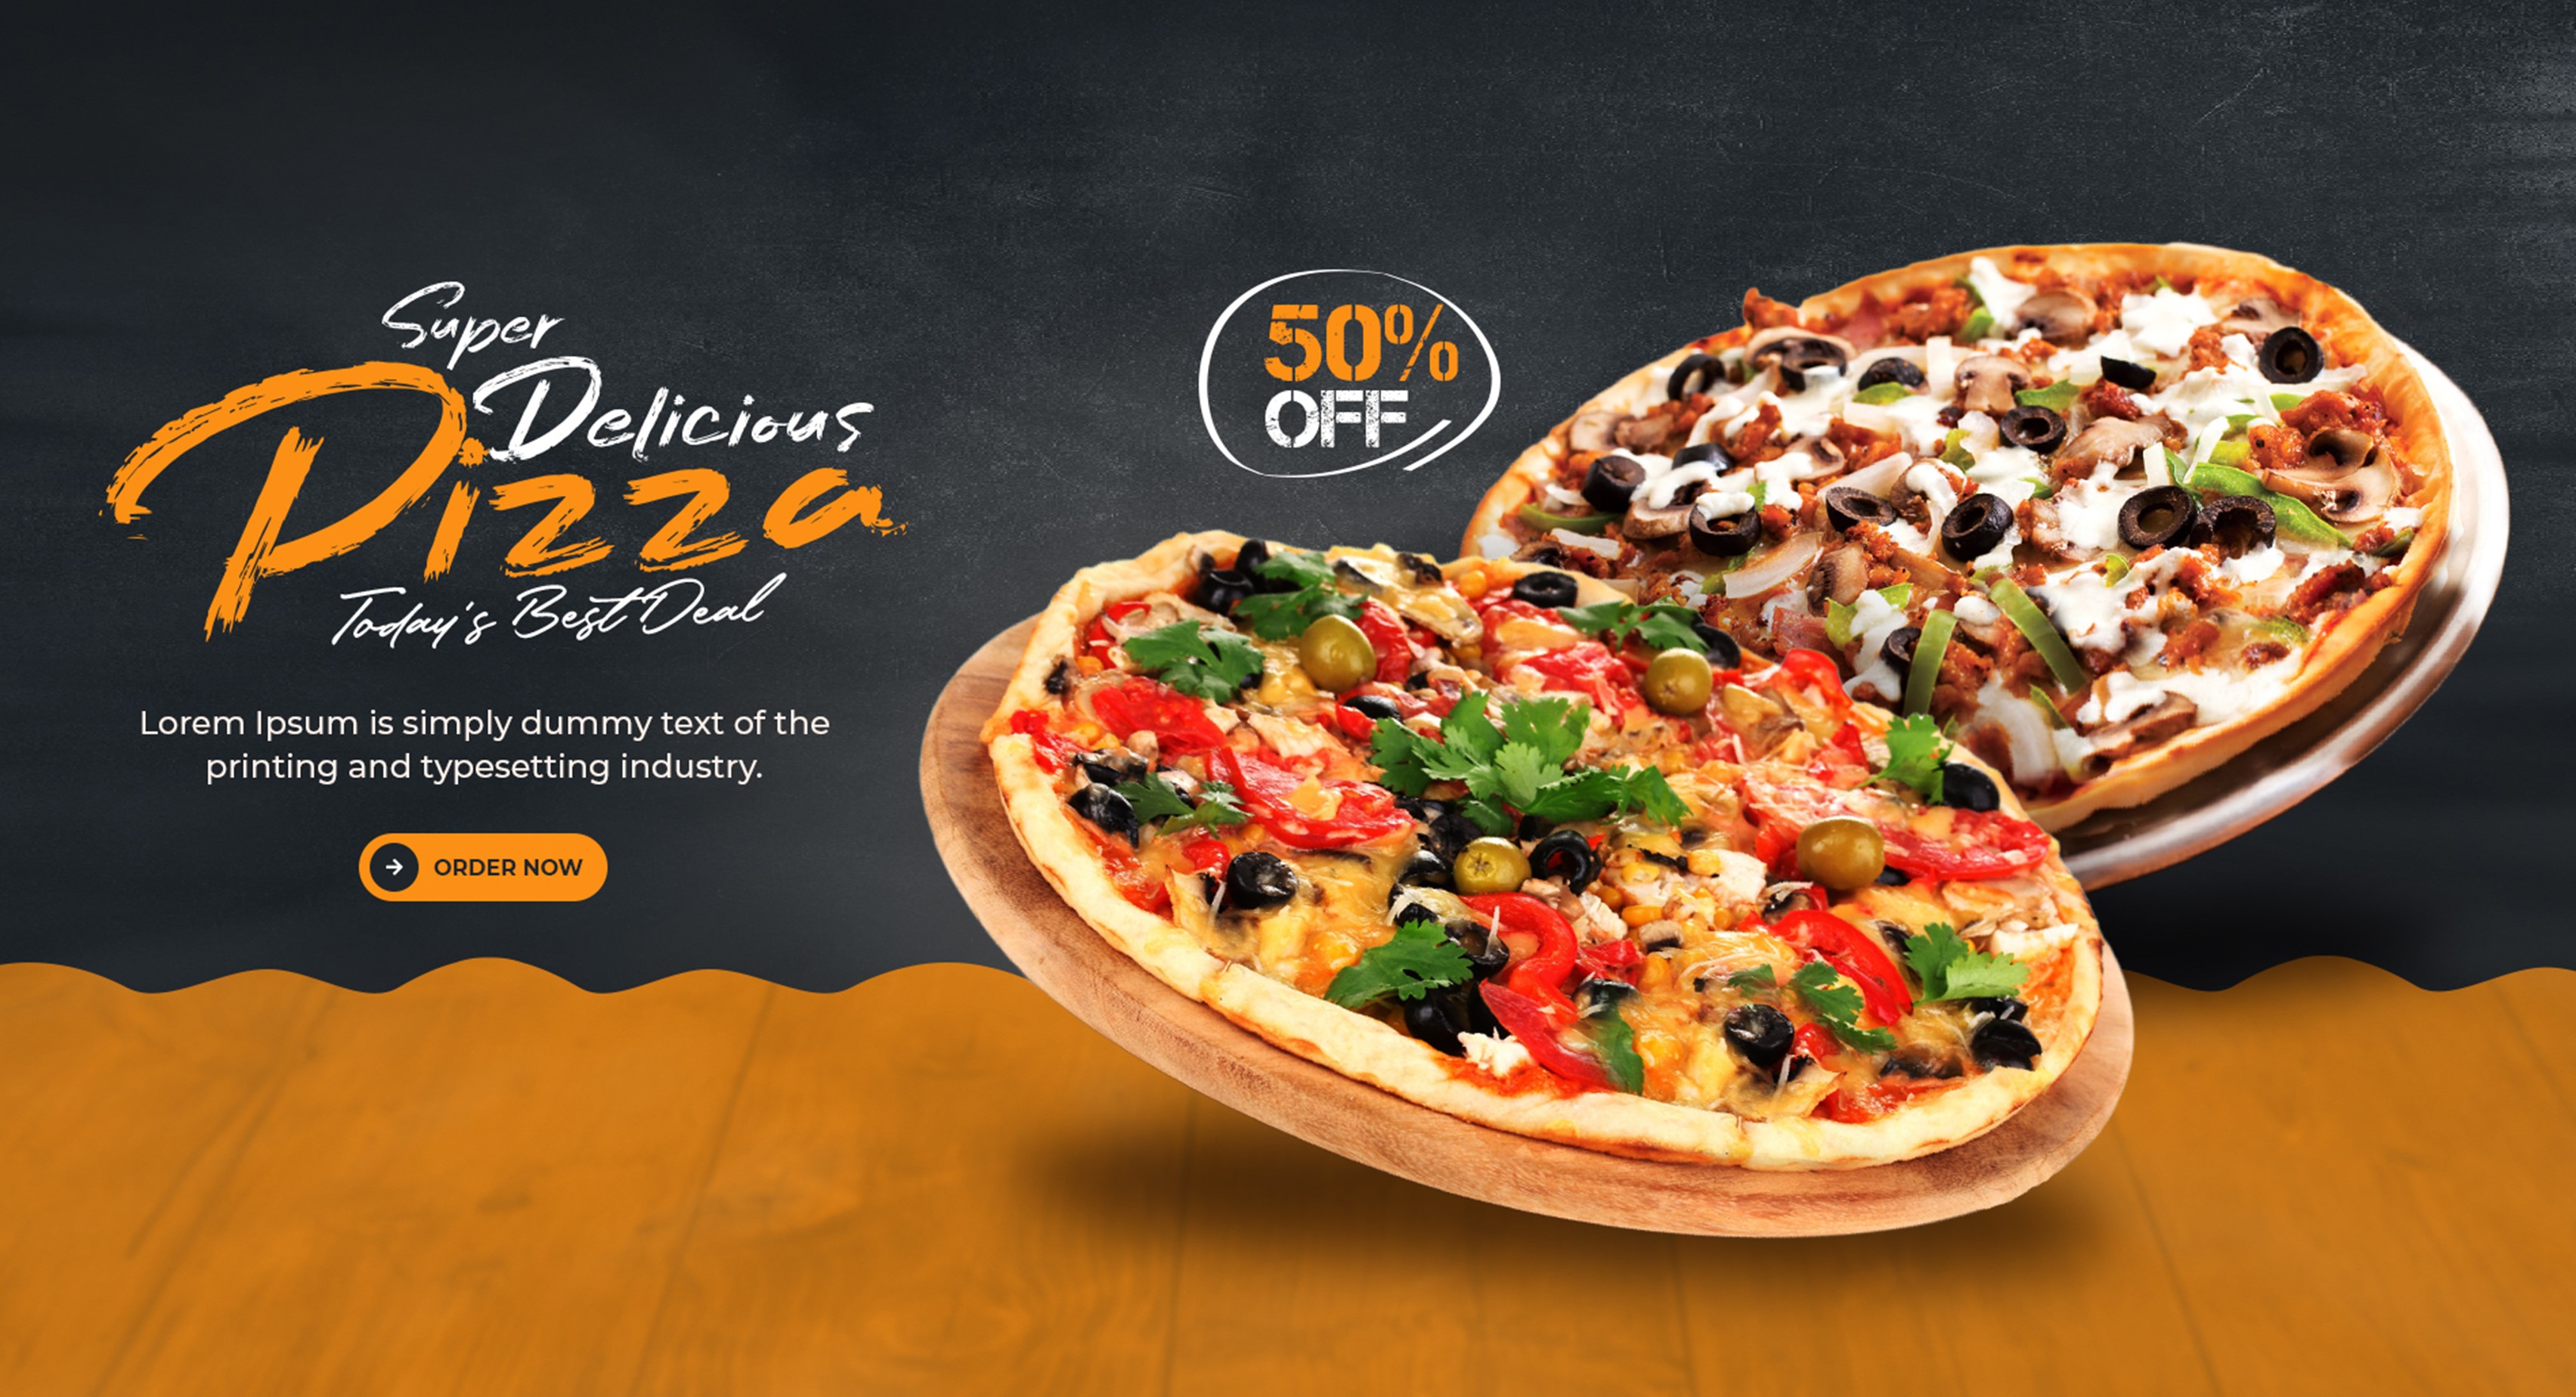 Super
Delicious
Pizza
Today's Best Deal
Lorem Ipsum is simply dummy text of the
printing and typesetting industry.
ORDER NOW
50%
OFF